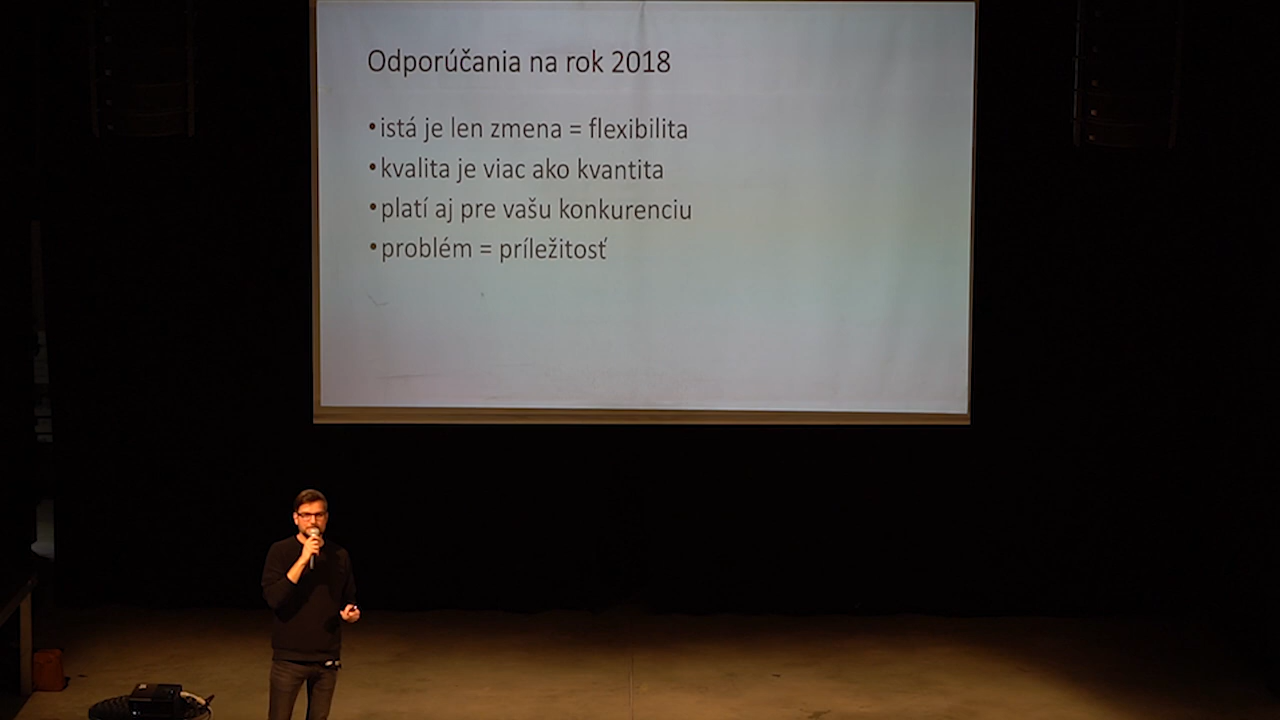 Odporúčania na rok 2018
•istá je len zmena = flexibilita
•kvalita je viac ako kvantita
•platí aj pre vašu konkurenciu
•problém = príležitosť